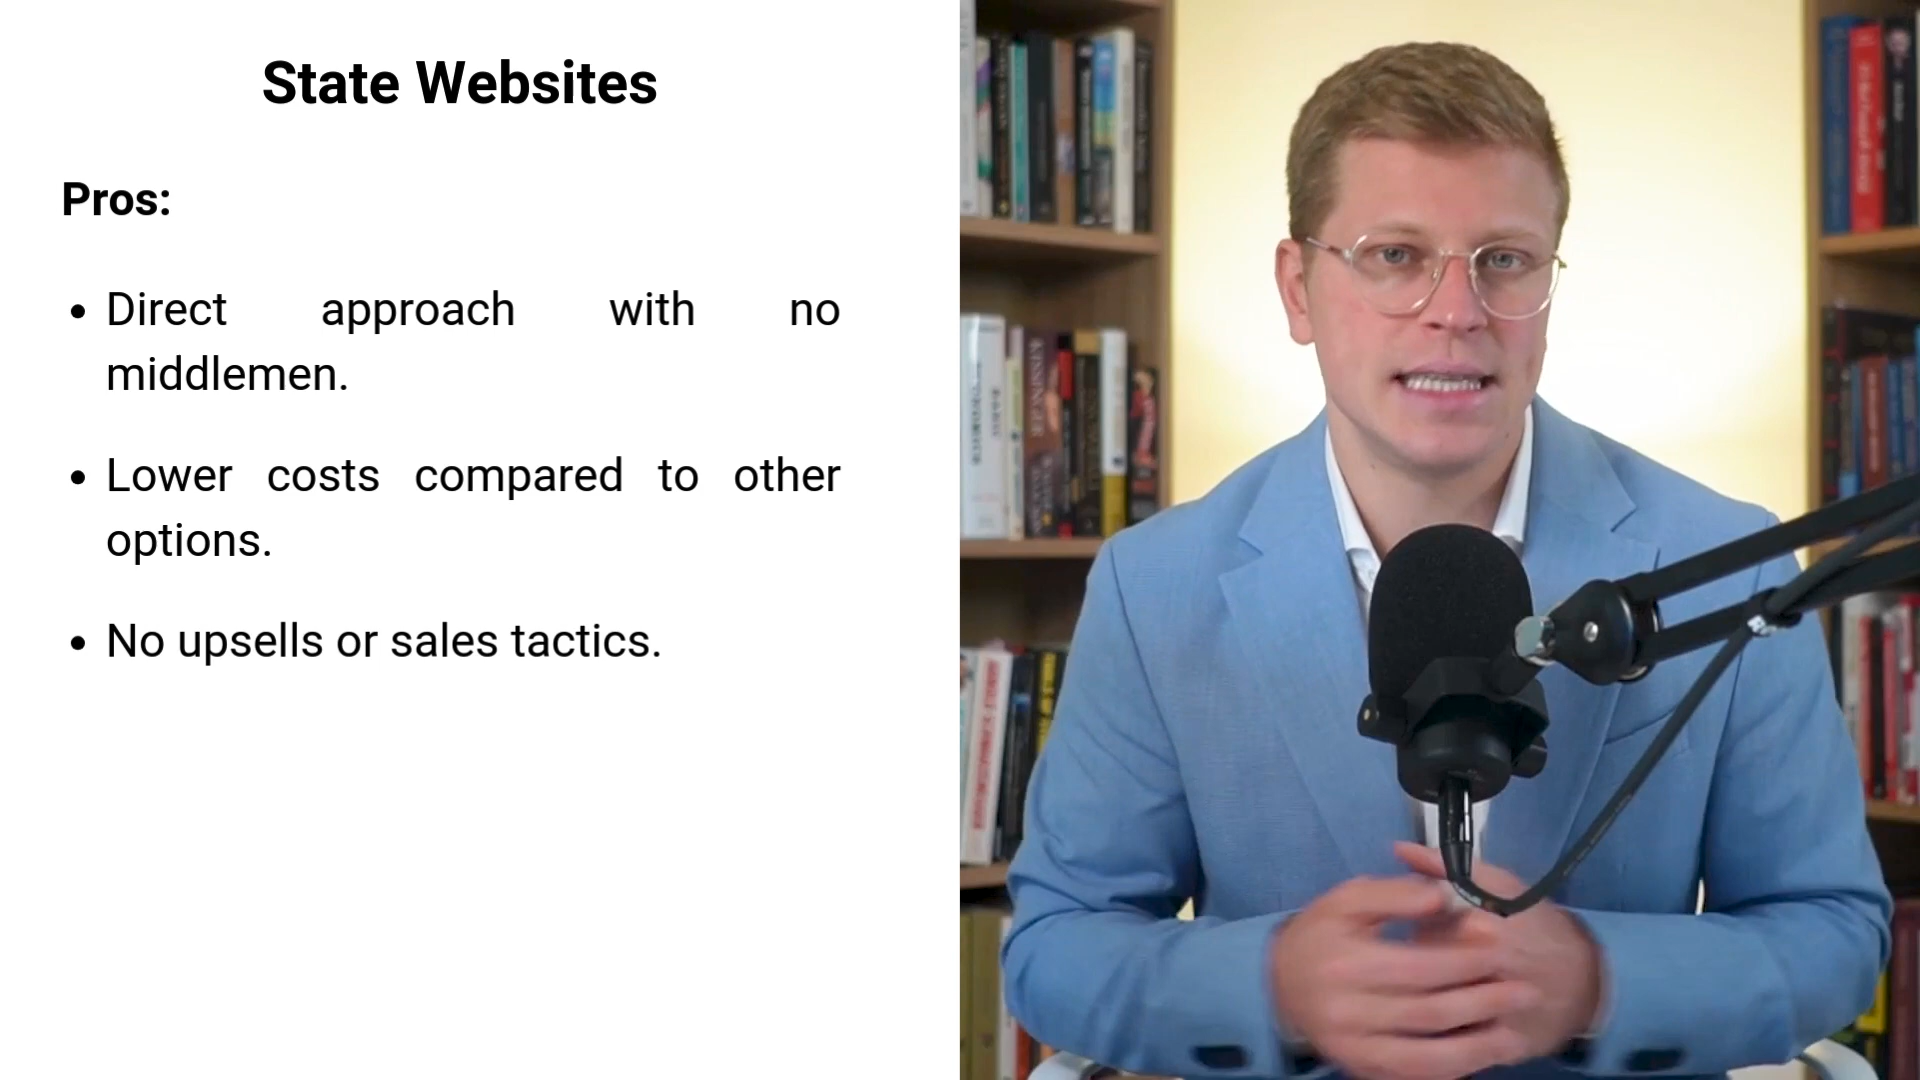 State Websites
Pros:
• Direct approach with no
middlemen.
• Lower costs compared to other
options.
• No upsells or sales tactics.
KISSINGER